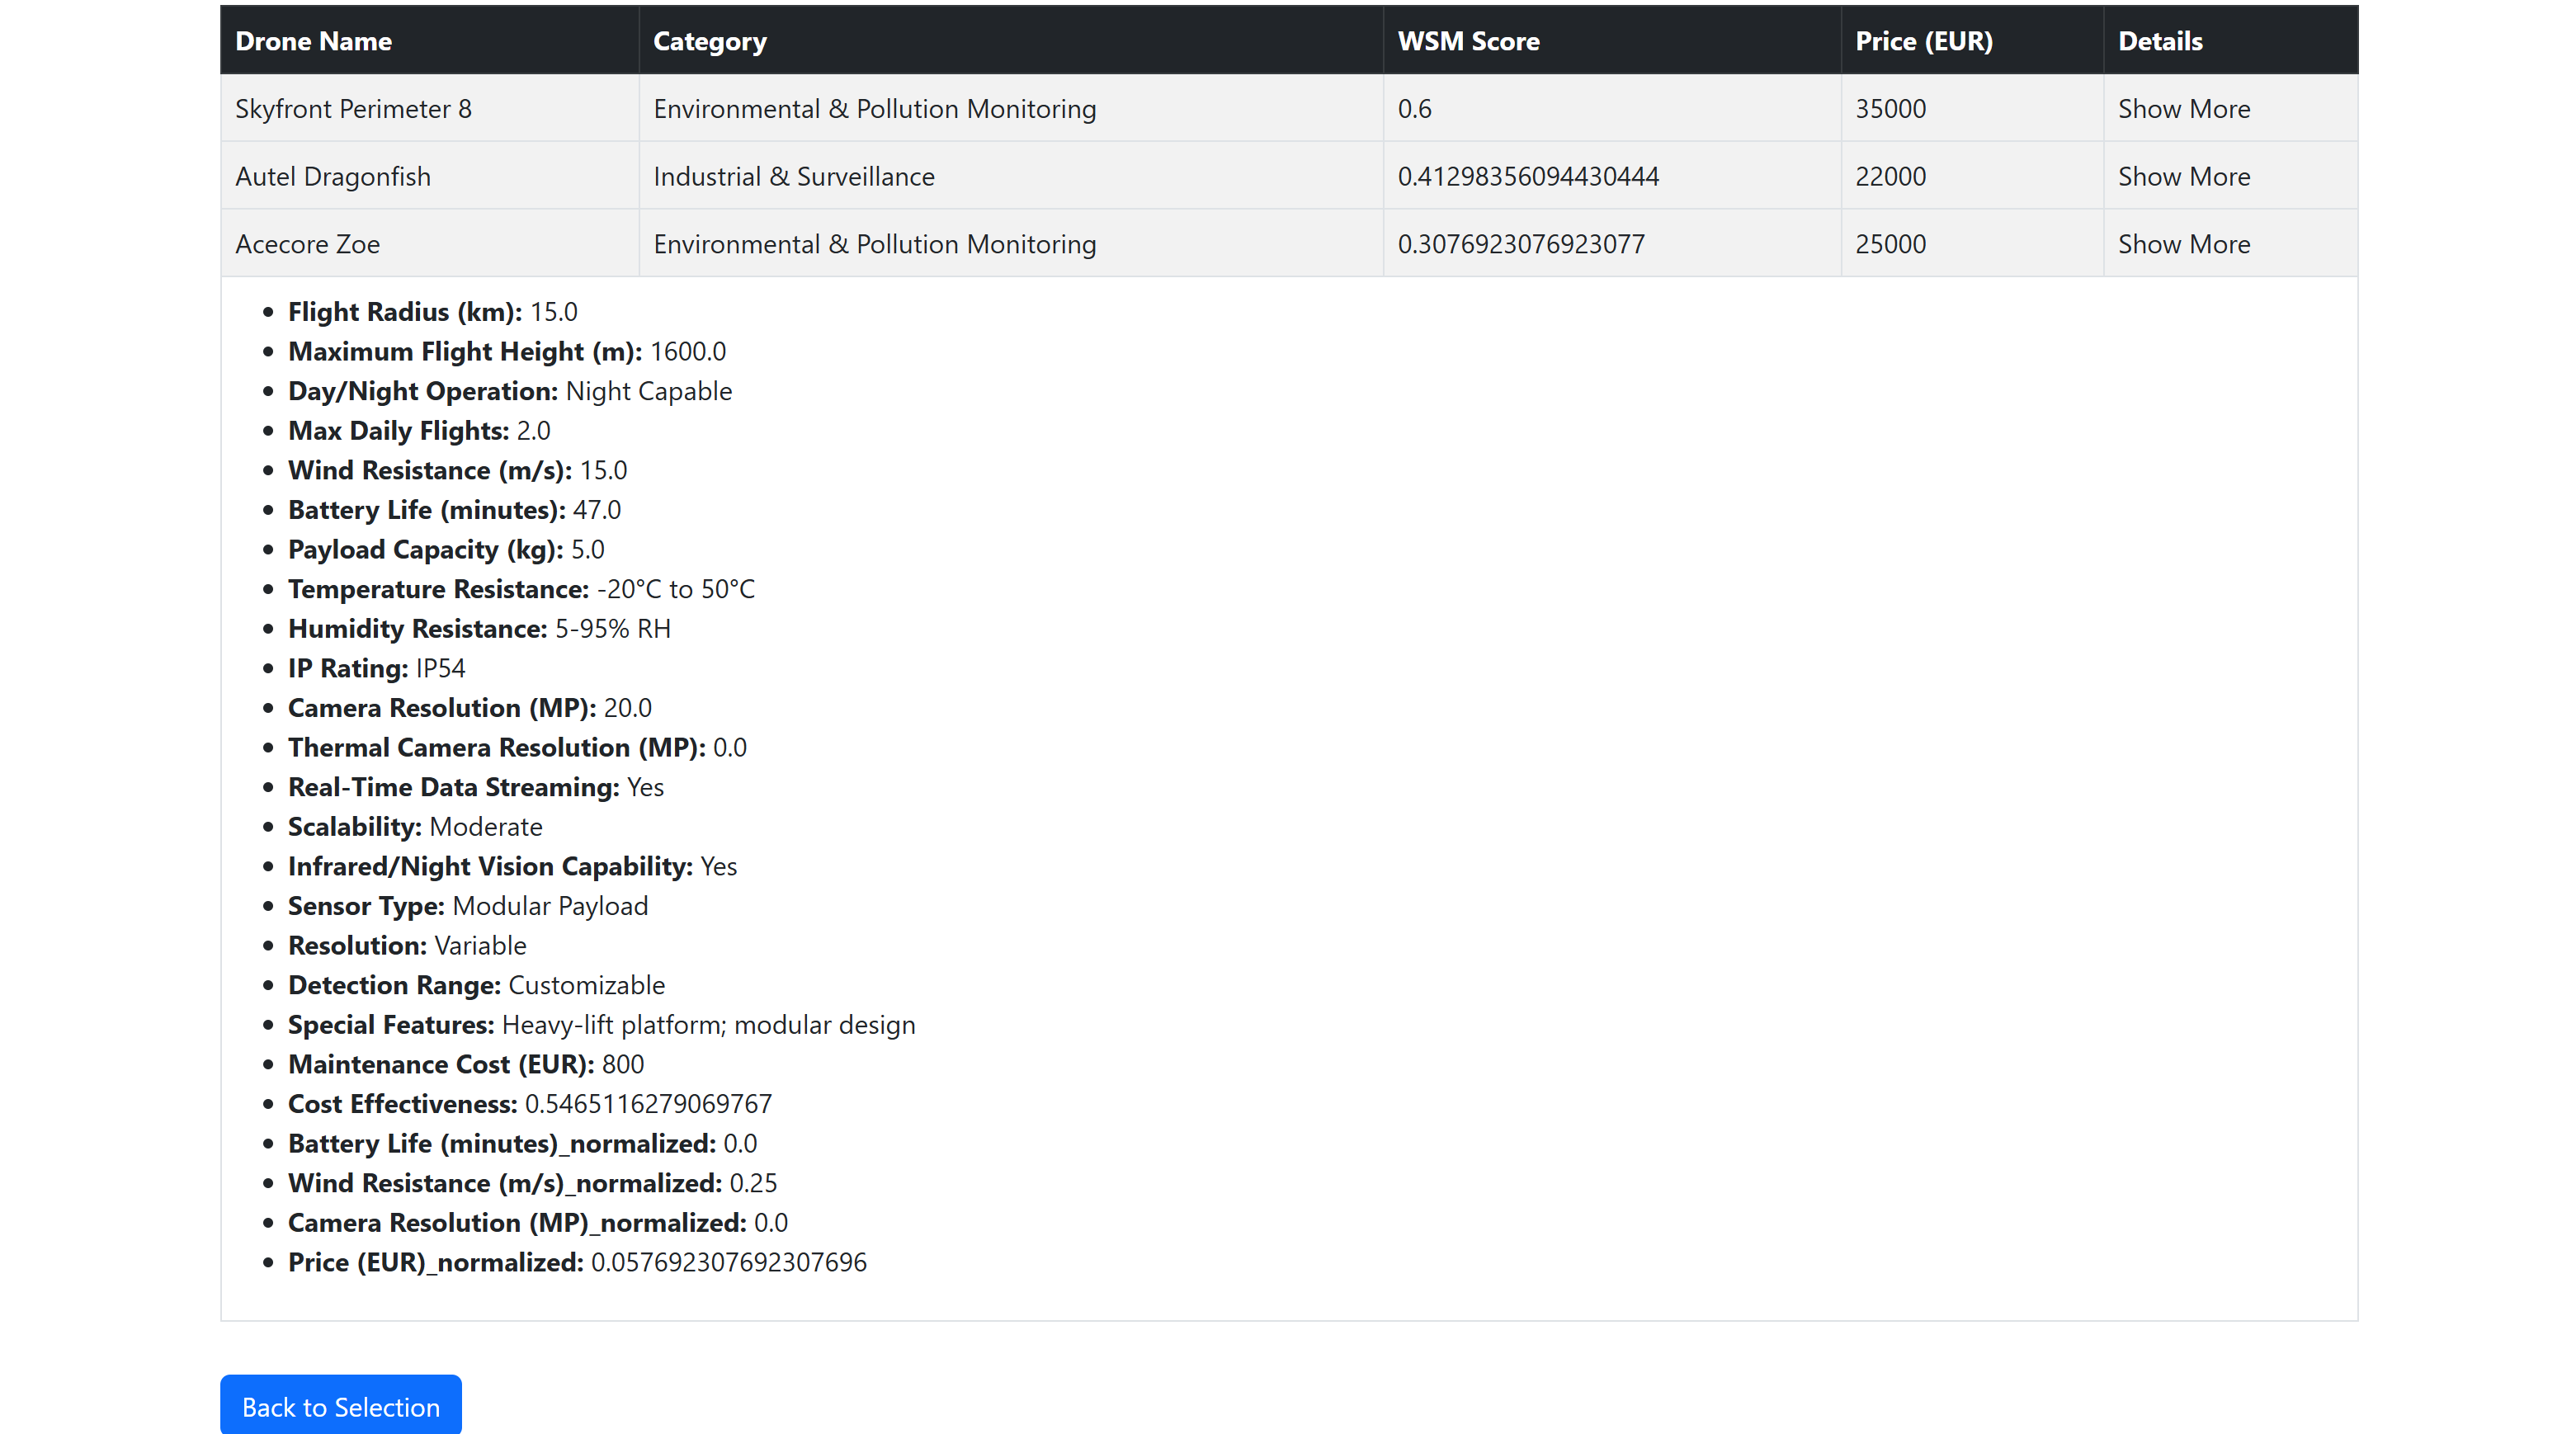 Drone Name Category WSM Score Price (EUR) Details
Skyfront Perimeter 8 Environmental & Pollution Monitoring 0.6 35000 Show More
Autel Dragonfish Industrial & Surveillance 0.41298356094430444 22000 Show More
Acecore Zoe Environmental & Pollution Monitoring 0.3076923076923077 25000 Show More
• Flight Radius (km): 15.0
• Maximum Flight Height (m): 1600.0
• Day/Night Operation: Night Capable
• Max Daily Flights: 2.0
• Wind Resistance (m/s): 15.0
• Battery Life (minutes): 47.0
• Payload Capacity (kg): 5.0
• Temperature Resistance: -20°C to 50°C
• Humidity Resistance: 5-95% RH
• IP Rating: IP54
• Camera Resolution (MP): 20.0
• Thermal Camera Resolution (MP): 0.0
• Real-Time Data Streaming: Yes
• Scalability: Moderate
• Infrared/Night Vision Capability: Yes
• Sensor Type: Modular Payload
• Resolution: Variable
• Detection Range: Customizable
• Special Features: Heavy-lift platform; modular design
• Maintenance Cost (EUR): 800
• Cost Effectiveness: 0.5465116279069767
• Battery Life (minutes)_normalized: 0.0
• Wind Resistance (m/s)_normalized: 0.25
• Camera Resolution (MP)_normalized: 0.0
• Price (EUR)_normalized: 0.057692307692307696
Back to Selection